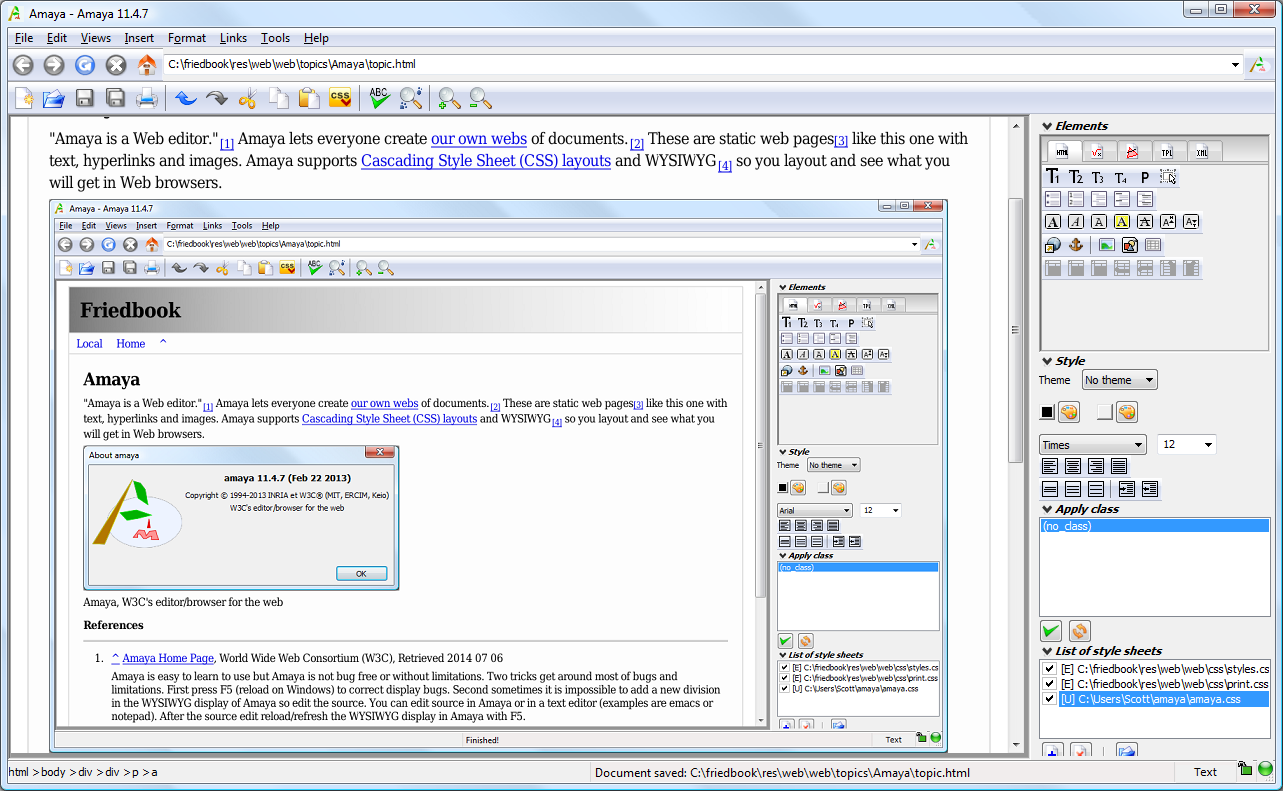 Amaya - Amaya 11.4.7
File Edit Views Insert Format Links Tools Help
C:\friedbook\res\web\web\topics\Amaya\topic.html
CSS ABC
"Amaya is a Web editor."[1] Amaya lets everyone create our own webs of documents.[2] These are static web pages[3] like this one with
text, hyperlinks and images. Amaya supports Cascading Style Sheet (CSS) layouts and WYSIWYG[4] so you layout and see what you
will get in Web browsers.
Amaya - Amaya 11.4.7
File Edit Views Insert Format Links Tools Help
C:\friedbook\res\web\web\topics\Amaya\topic.html
CSS ABC
Friedbook
Local Home ^
Amaya
"Amaya is a Web editor."[1] Amaya lets everyone create our own webs of documents.[2] These are static web pages[3] like this one with
text, hyperlinks and images. Amaya supports Cascading Style Sheet (CSS) layouts and WYSIWYG[4] so you layout and see what you
will get in Web browsers.
About amaya
amaya 11.4.7 (Feb 22 2013)
Copyright © 1994-2013 INRIA et W3C® (MIT, ERCIM, Keio)
W3C's editor/browser for the web
OK
Amaya, W3C's editor/browser for the web
References
1. ^ Amaya Home Page, World Wide Web Consortium (W3C), Retrieved 2014 07 06
Amaya is easy to learn to use but Amaya is not bug free or without limitations. Two tricks get around most of bugs and
limitations. First press F5 (reload on Windows) to correct display bugs. Second sometimes it is impossible to add a new division
in the WYSIWYG display of Amaya so edit the source. You can edit source in Amaya or in a text editor (examples are emacs or
notepad). After the source edit reload/refresh the WYSIWYG display in Amaya with F5.
Elements
HTML TPL XML
T1 T2 T3 T4 P
Style
Theme No theme
Arial 12
Apply class
(no_class)
List of style sheets
[E] C:\friedbook\res\web\web\css\styles.cs
[E] C:\friedbook\res\web\web\css\print.css
[U] C:\Users\Scott\amaya\amaya.css
Finished! Text
Elements
HTML TPL XML
T1 T2 T3 T4 P
Style
Theme No theme
Times 12
Apply class
(no_class)
List of style sheets
[E] C:\friedbook\res\web\web\css\styles.cs
[E] C:\friedbook\res\web\web\css\print.css
[U] C:\Users\Scott\amaya\amaya.css
html >body >div >div >p >a
Document saved: C:\friedbook\res\web\web\topics\Amaya\topic.html
Text